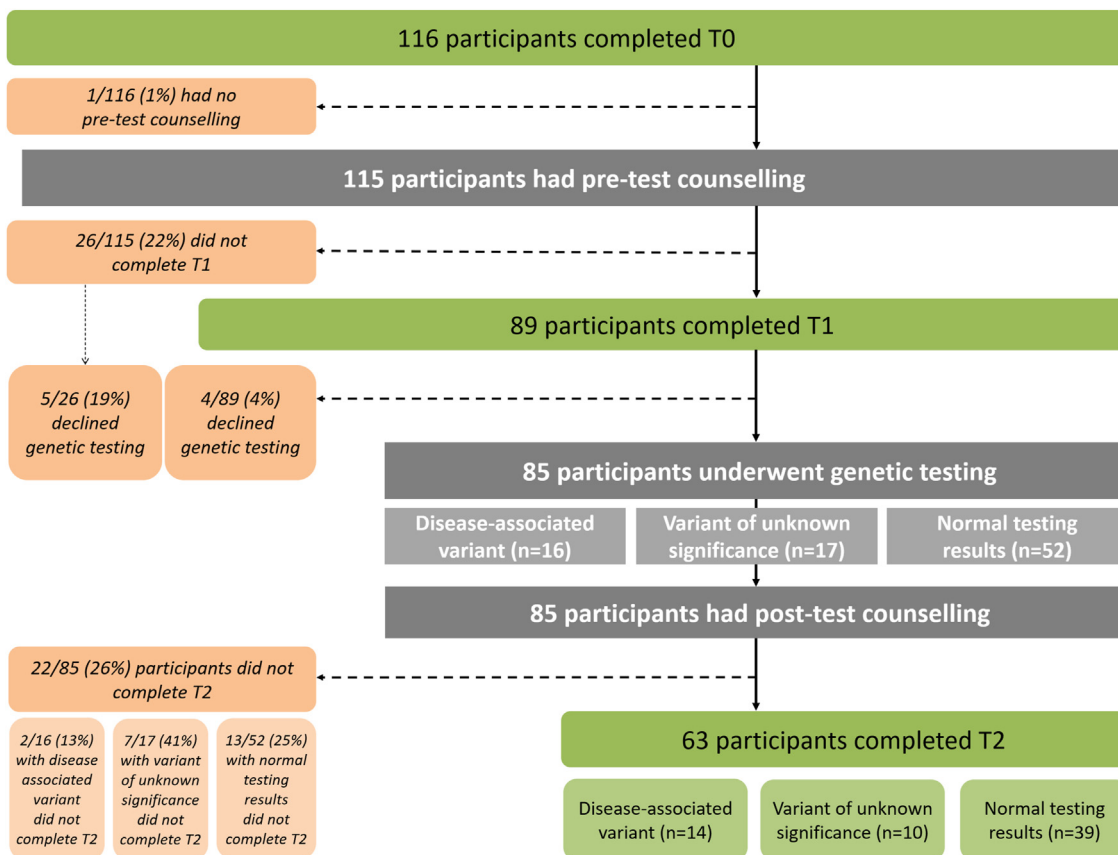 116 participants completed T0
1/116 (1%) had no
pre-test counselling
115 participants had pre-test counselling
26/115 (22%) did not
complete T1
89 participants completed T1
5/26 (19%)
declined
genetic testing
4/89 (4%)
declined
genetic testing
85 participants underwent genetic testing
Disease-associated
variant (n=16)
Variant of unknown
significance (n=17)
Normal testing
results (n=52)
85 participants had post-test counselling
22/85 (26%) participants did not
complete T2
2/16 (13%)
with disease
associated
variant
did not
complete T2
7/17 (41%)
with variant
of unknown
significance
did not
complete T2
13/52 (25%)
with normal
testing
results
did not
complete T2
63 participants completed T2
Disease-associated
variant (n=14)
Variant of unknown
significance (n=10)
Normal testing
results (n=39)